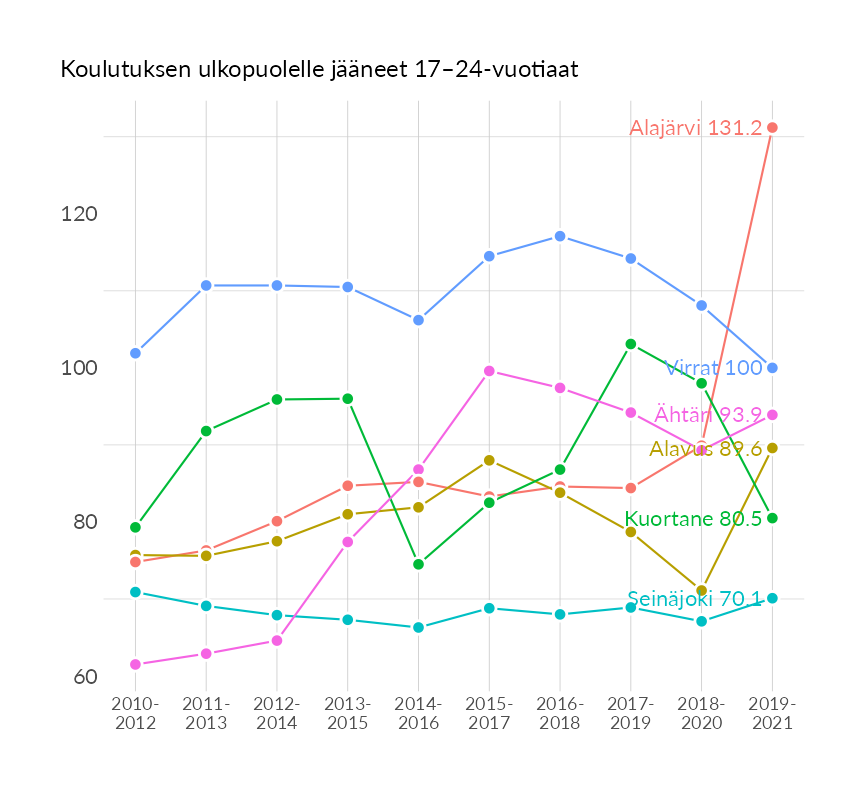 Koulutuksen ulkopuolelle jääneet 17–24-vuotiaat
Alajärvi 131.2
120
100
Virrat 100
Ähtäri 93.9
Alavus 89.6
80
Kuortane 80.5
Seinäjoki 70.1
60
2010- 2011- 2012- 2013- 2014- 2015- 2016- 2017- 2018- 2019-
2012 2013 2014 2015 2016 2017 2018 2019 2020 2021